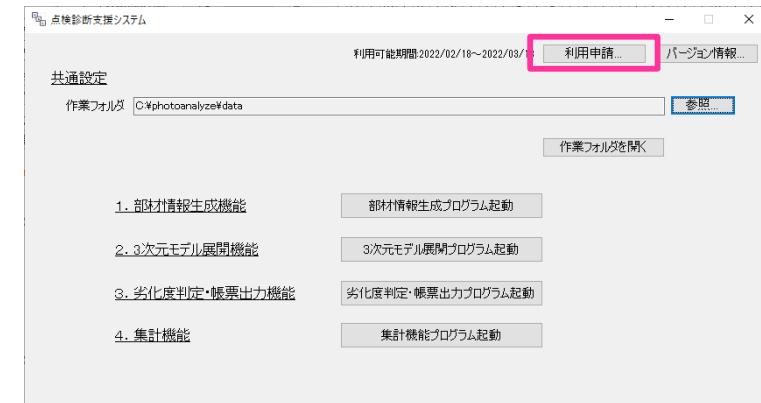 点検診断支援システム
利用可能期間:2022/02/18～2022/03/18 利用申請... バージョン情報...
共通設定
作業フォルダ C:¥photoanalyze¥data 参照...
作業フォルダを開く
1. 部材情報生成機能 部材情報生成プログラム起動
2. 3次元モデル展開機能 3次元モデル展開プログラム起動
3. 劣化度判定・帳票出力機能 劣化度判定・帳票出力プログラム起動
4. 集計機能 集計機能プログラム起動